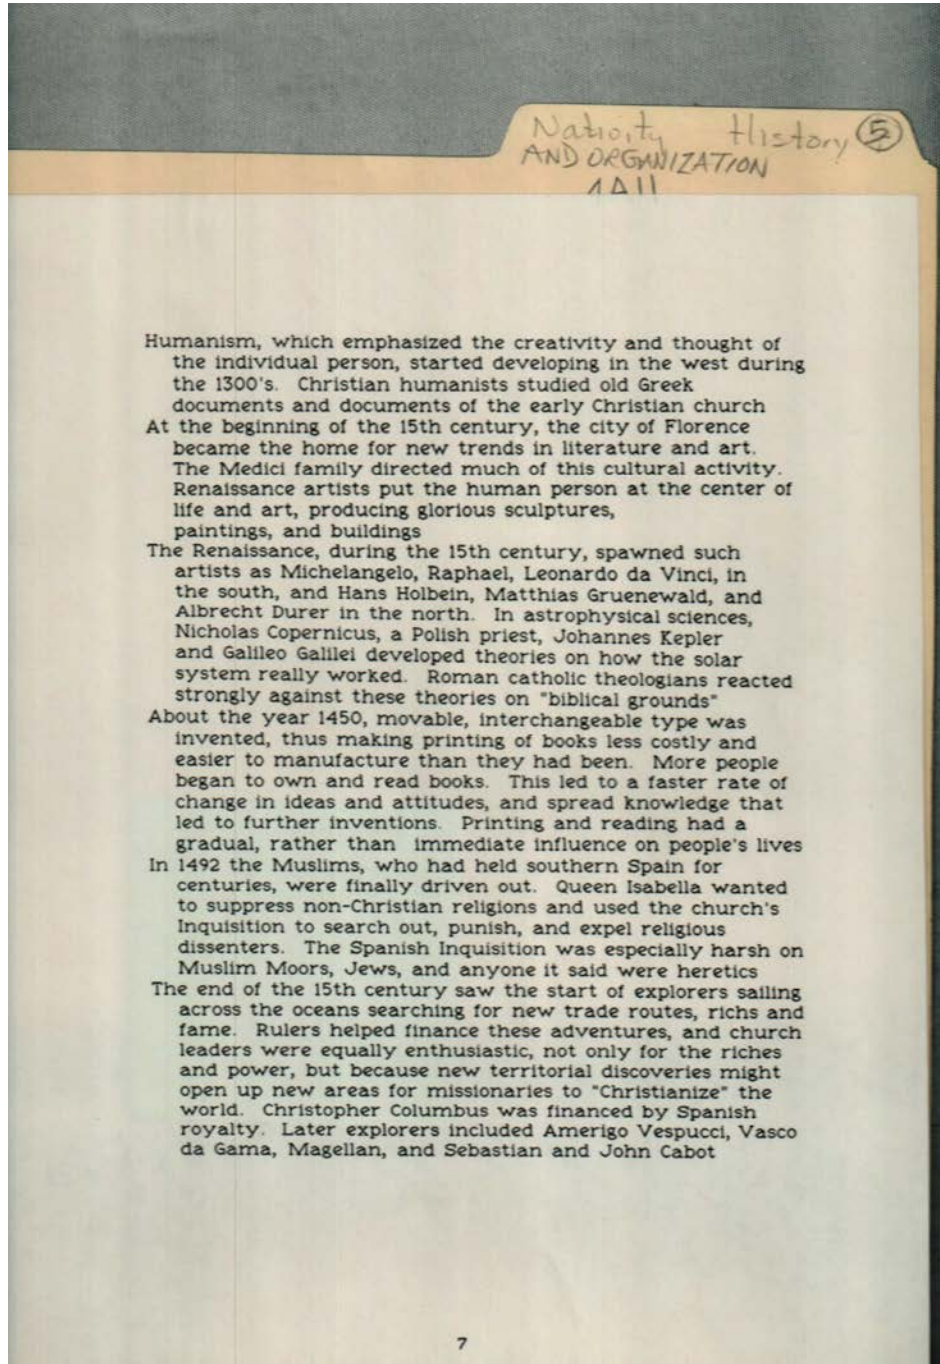 Nativity History 5
AND ORGANIZATION
Humanism, which emphasized the creativity and thought of
the individual person, started developing in the west during
the 1300's. Christian humanists studied old Greek
documents and documents of the early Christian church
At the beginning of the 15th century, the city of Florence
became the home for new trends in literature and art.
The Medici family directed much of this cultural activity.
Renaissance artists put the human person at the center of
life and art, producing glorious sculptures,
paintings, and buildings
The Renaissance, during the 15th century, spawned such
artists as Michelangelo, Raphael, Leonardo da Vinci, in
the south, and Hans Holbein, Matthias Gruenewald, and
Albrecht Durer in the north. In astrophysical sciences,
Nicholas Copernicus, a Polish priest, Johannes Kepler
and Galileo Galilei developed theories on how the solar
system really worked. Roman catholic theologians reacted
strongly against these theories on "biblical grounds"
About the year 1450, movable, interchangeable type was
invented, thus making printing of books less costly and
easier to manufacture than they had been. More people
began to own and read books. This led to a faster rate of
change in ideas and attitudes, and spread knowledge that
led to further inventions. Printing and reading had a
gradual, rather than immediate influence on people's lives
In 1492 the Muslims, who had held southern Spain for
centuries, were finally driven out. Queen Isabella wanted
to suppress non-Christian religions and used the church's
Inquisition to search out, punish, and expel religious
dissenters. The Spanish Inquisition was especially harsh on
Muslim Moors, Jews, and anyone it said were heretics
The end of the 15th century saw the start of explorers sailing
across the oceans searching for new trade routes, richs and
fame. Rulers helped finance these adventures, and church
leaders were equally enthusiastic, not only for the riches
and power, but because new territorial discoveries might
open up new areas for missionaries to "Christianize" the
world. Christopher Columbus was financed by Spanish
royalty. Later explorers included Amerigo Vespucci, Vasco
da Gama, Magellan, and Sebastian and John Cabot
7